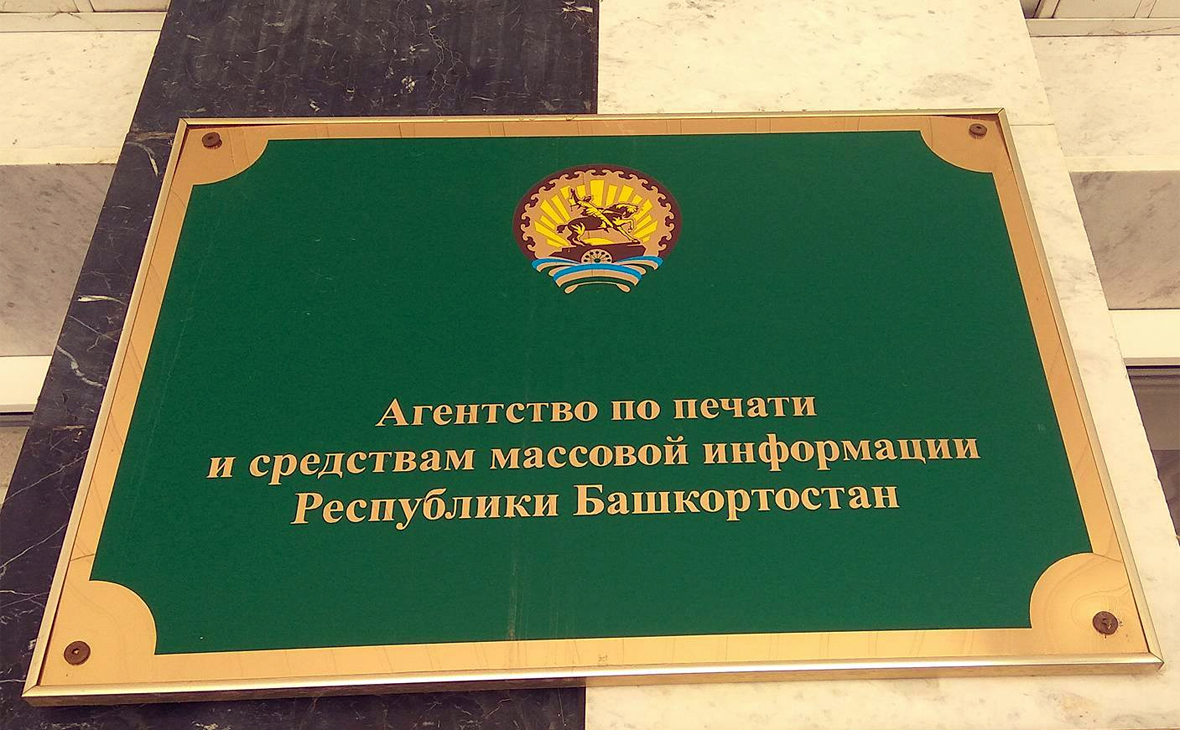 Агентство по печати
и средствам массовой информации
Республики Башкортостан